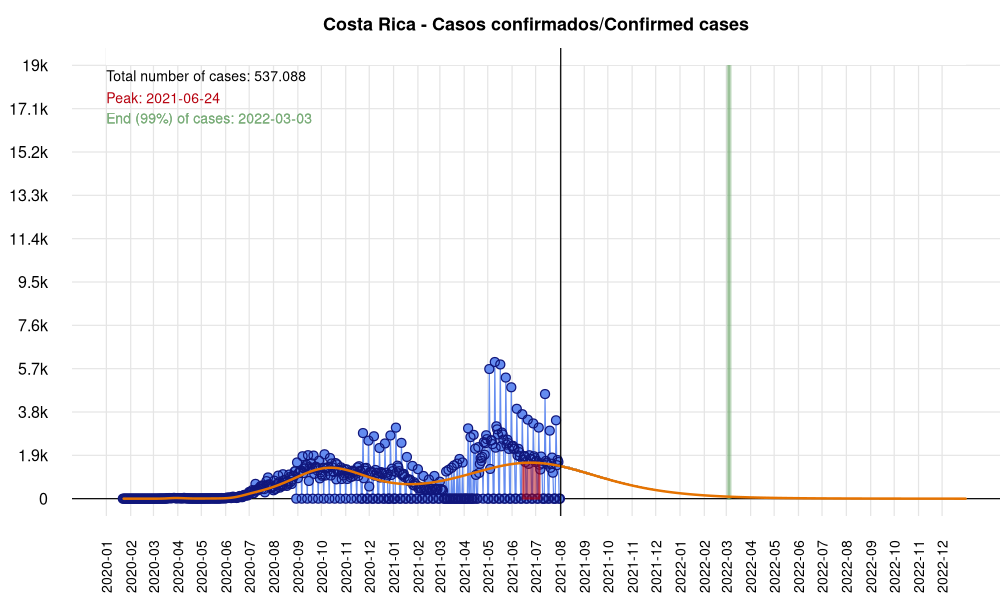 Costa Rica - Casos confirmados/Confirmed cases
Total number of cases: 537.088
Peak: 2021-06-24
End (99%) of cases: 2022-03-03
19k
17.1k
15.2k
13.3k
11.4k
9.5k
7.6k
5.7k
3.8k
1.9k
0
2020-01
2020-02
2020-03
2020-04
2020-05
2020-06
2020-07
2020-08
2020-09
2020-10
2020-11
2020-12
2021-01
2021-02
2021-03
2021-04
2021-05
2021-06
2021-07
2021-08
2021-09
2021-10
2021-11
2021-12
2022-01
2022-02
2022-03
2022-04
2022-05
2022-06
2022-07
2022-08
2022-09
2022-10
2022-11
2022-12